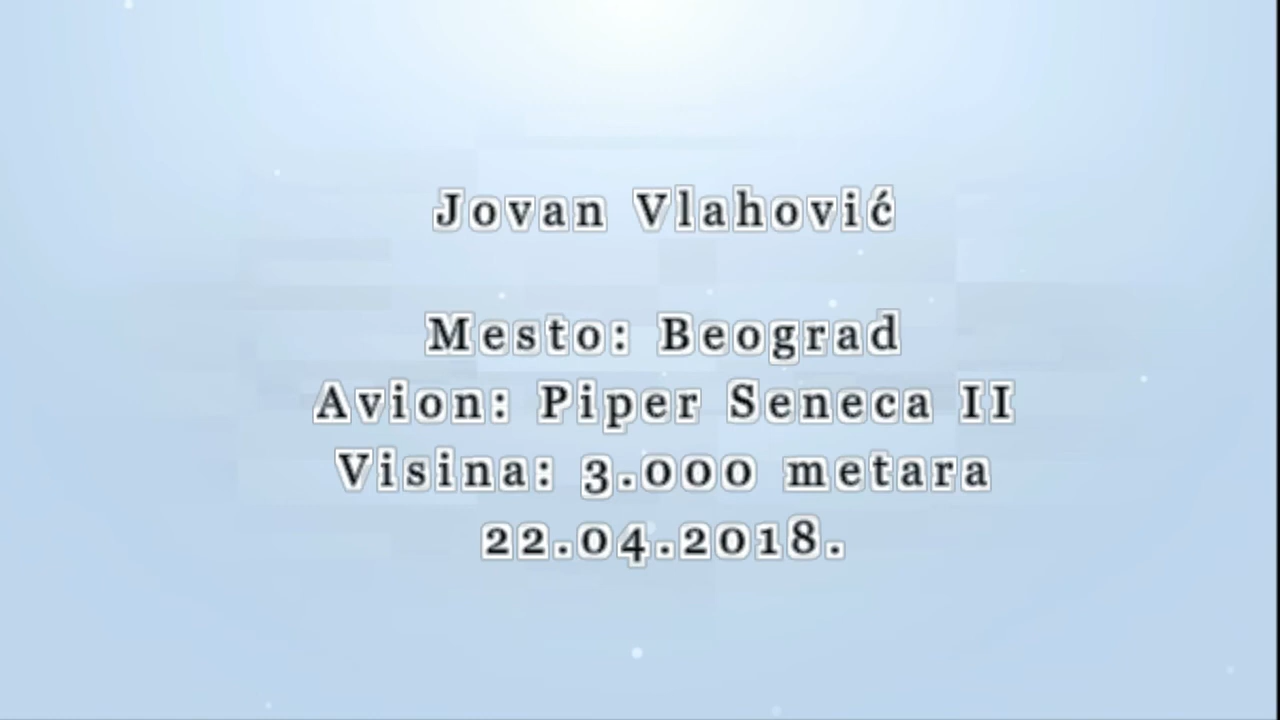 Jovan Vlahović
Mesto: Beograd
Avion: Piper Seneca II
Visina: 3.000 metara
22.04.2018.